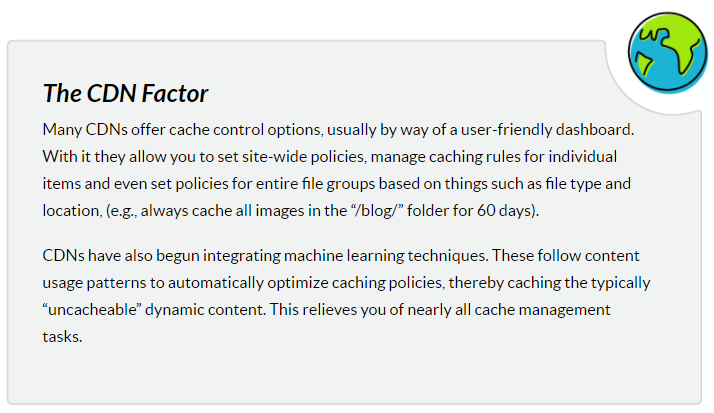 The CDN Factor
Many CDNs offer cache control options, usually by way of a user-friendly dashboard.
With it they allow you to set site-wide policies, manage caching rules for individual
items and even set policies for entire file groups based on things such as file type and
location, (e.g., always cache all images in the “/blog/” folder for 60 days).
CDNs have also begun integrating machine learning techniques. These follow content
usage patterns to automatically optimize caching policies, thereby caching the typically
“uncacheable” dynamic content. This relieves you of nearly all cache management
tasks.